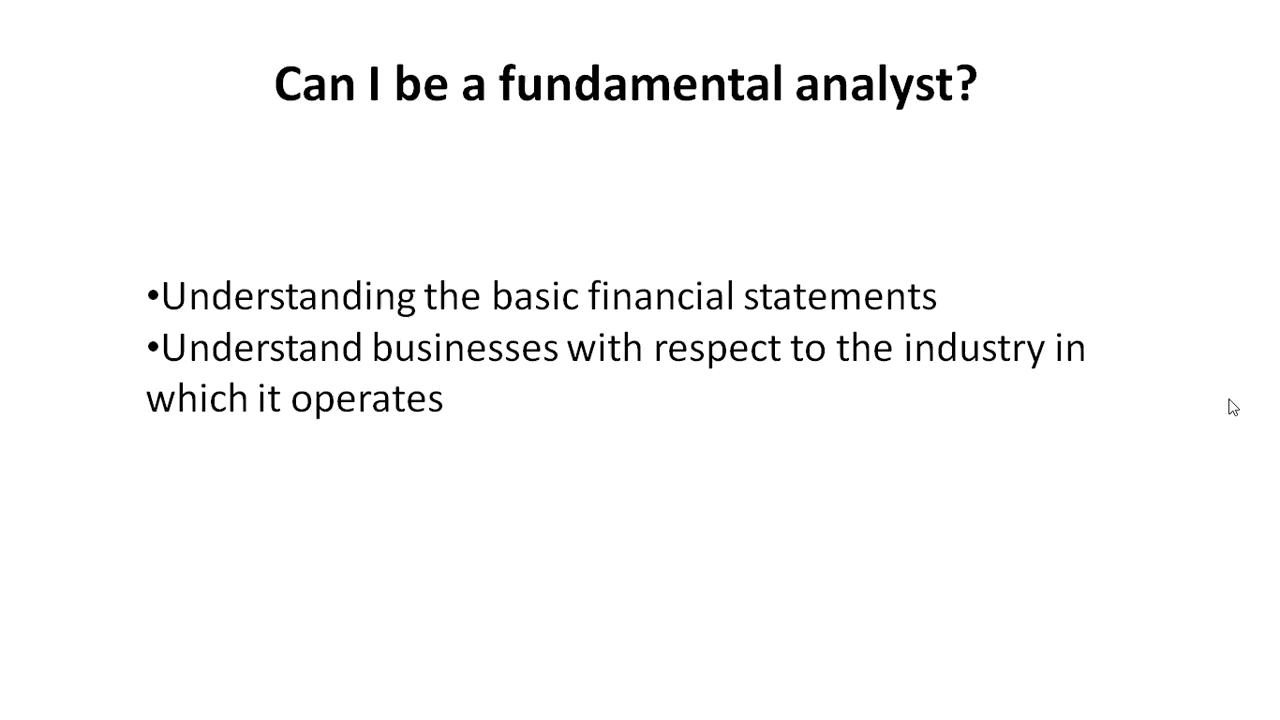 Can I be a fundamental analyst?
•Understanding the basic financial statements
•Understand businesses with respect to the industry in
which it operates